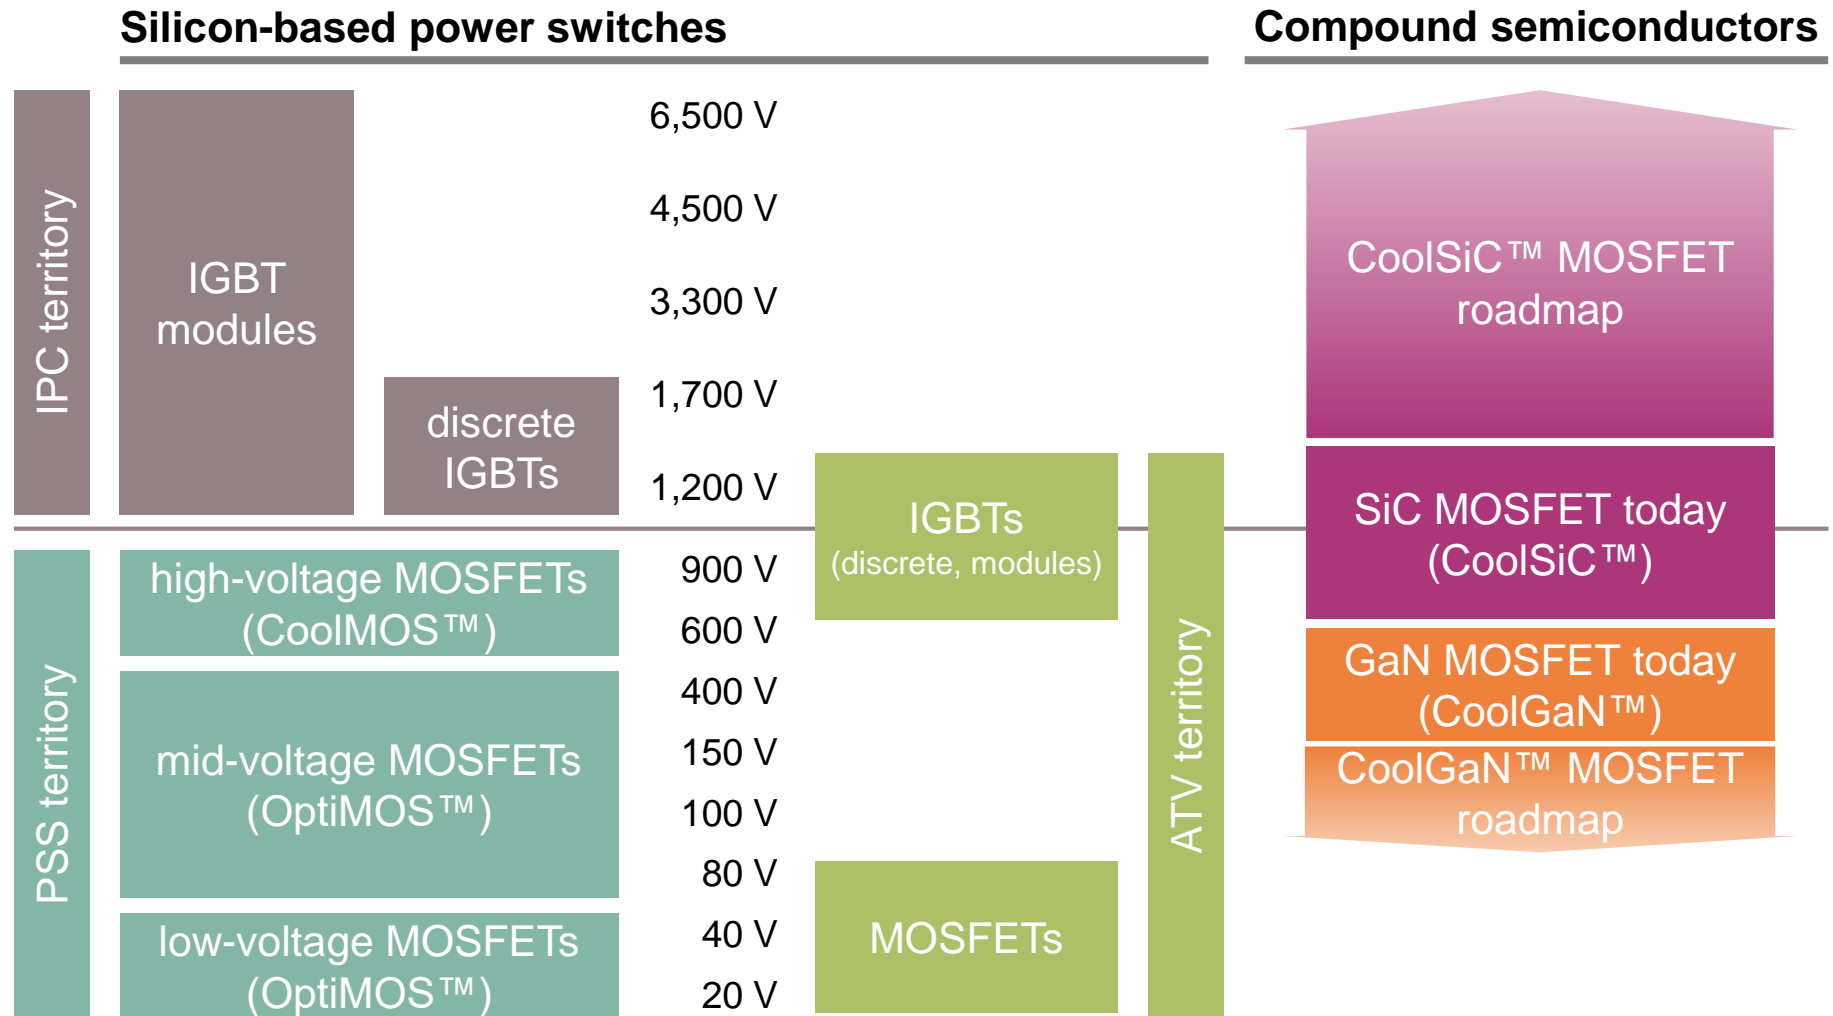 Silicon-based power switches
Compound semiconductors
IPC territory
IGBT
modules
discrete
IGBTs
6,500 V
4,500 V
3,300 V
1,700 V
1,200 V
900 V
600 V
400 V
150 V
100 V
80 V
40 V
20 V
PSS territory
high-voltage MOSFETs
(CoolMOS™)
mid-voltage MOSFETs
(OptiMOS™)
low-voltage MOSFETs
(OptiMOS™)
IGBTs
(discrete, modules)
MOSFETs
ATV territory
CoolSiC™ MOSFET
roadmap
SiC MOSFET today
(CoolSiC™)
GaN MOSFET today
(CoolGaN™)
CoolGaN™ MOSFET
roadmap